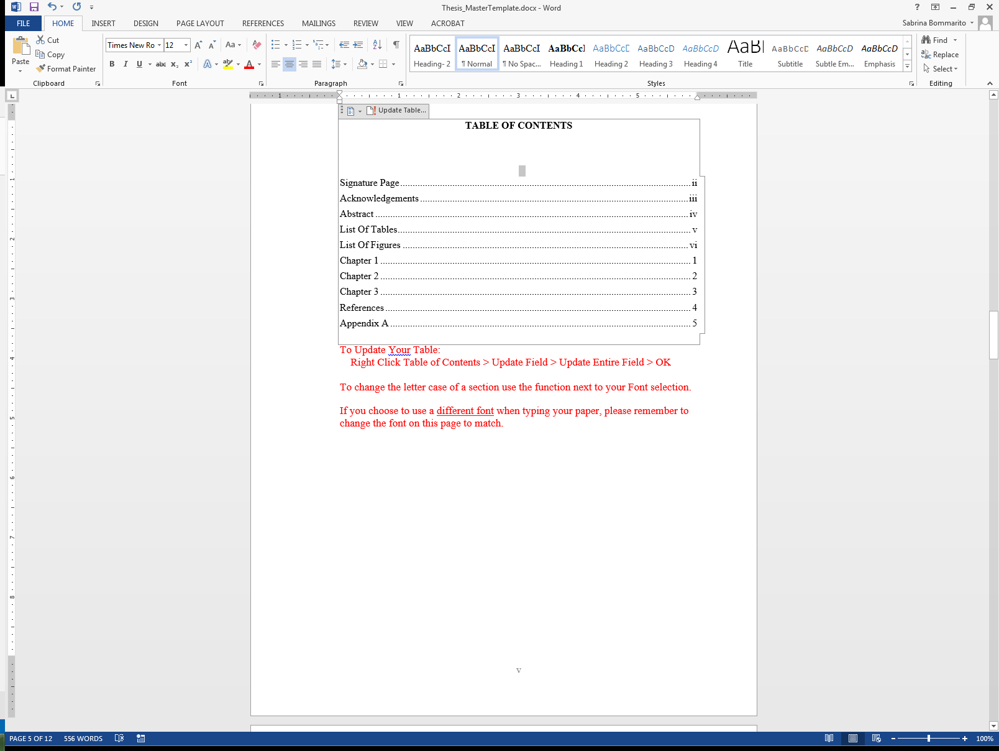 Thesis_MasterTemplate.docx - Word
FILE HOME INSERT DESIGN PAGE LAYOUT REFERENCES MAILINGS REVIEW VIEW ACROBAT
Sabrina Bommarito
Paste
Cut
Copy
Format Painter
Clipboard
Times New Ro 12
Font
Paragraph
AaBbCcI AaBbCcI AaBbCcI AaBbCcI AaBbCcD AaBbCcD AaBbCcD AaBl AaBbCcD AaBbCcD AaBbCcD
Heading- 2 ¶ Normal ¶ No Spac... Heading 1 Heading 2 Heading 3 Heading 4 Title Subtitle Subtle Em... Emphasis
Styles
Find
Replace
Select
Editing
1 1 2 3 4 5
Update Table...
TABLE OF CONTENTS
Signature Page ii
Acknowledgements iii
Abstract iv
List Of Tables v
List Of Figures vi
Chapter 1 1
Chapter 2 2
Chapter 3 3
References 4
Appendix A 5
To Update Your Table:
Right Click Table of Contents > Update Field > Update Entire Field > OK
To change the letter case of a section use the function next to your Font selection.
If you choose to use a different font when typing your paper, please remember to
change the font on this page to match.
v
PAGE 5 OF 12 556 WORDS
100%